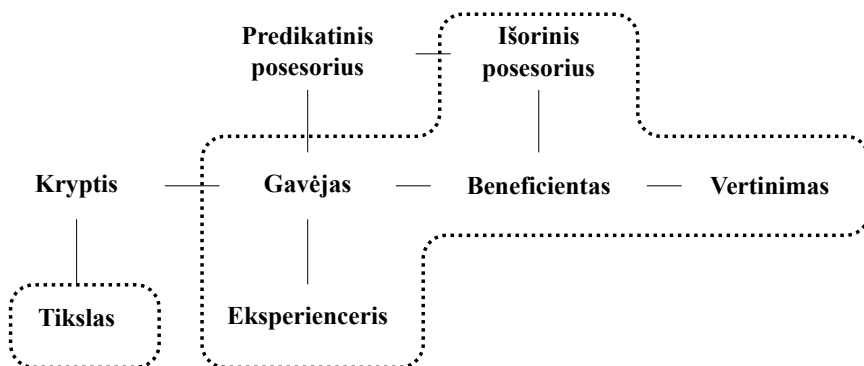 Predikatinis
posesorius
Išorinis
posesorius
Kryptis
Gavėjas
Beneficientas
Vertinimas
Tikslas
Eksperienceris